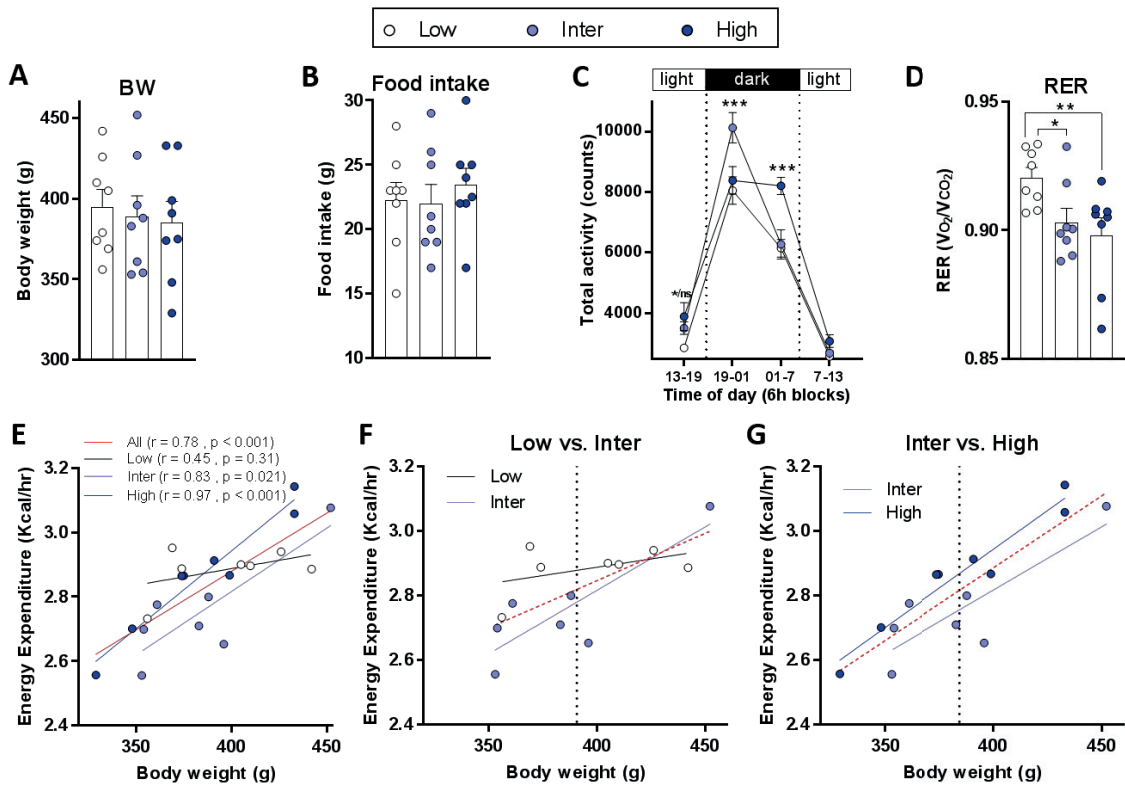 Low Inter High
A
BW
Body weight (g)
450
400
350
300
B
Food intake
Food intake (g)
30
25
20
15
10
C
light dark light
Total activity (counts)
10000
8000
6000
4000
***
***
*/ns
13-19 19-01 01-7 7-13
Time of day (6h blocks)
D
RER
RER (VO2/VCO2)
0.95
0.90
0.85
**
*
E
All (r = 0.78 , p < 0.001)
Low (r = 0.45 , p = 0.31)
Inter (r = 0.83 , p = 0.021)
High (r = 0.97 , p < 0.001)
Energy Expenditure (Kcal/hr)
3.2
3.0
2.8
2.6
2.4
350 400 450
Body weight (g)
F
Low vs. Inter
Low
Inter
Energy Expenditure (Kcal/hr)
3.2
3.0
2.8
2.6
2.4
350 400 450
Body weight (g)
G
Inter vs. High
Inter
High
Energy Expenditure (Kcal/hr)
3.2
3.0
2.8
2.6
2.4
350 400 450
Body weight (g)